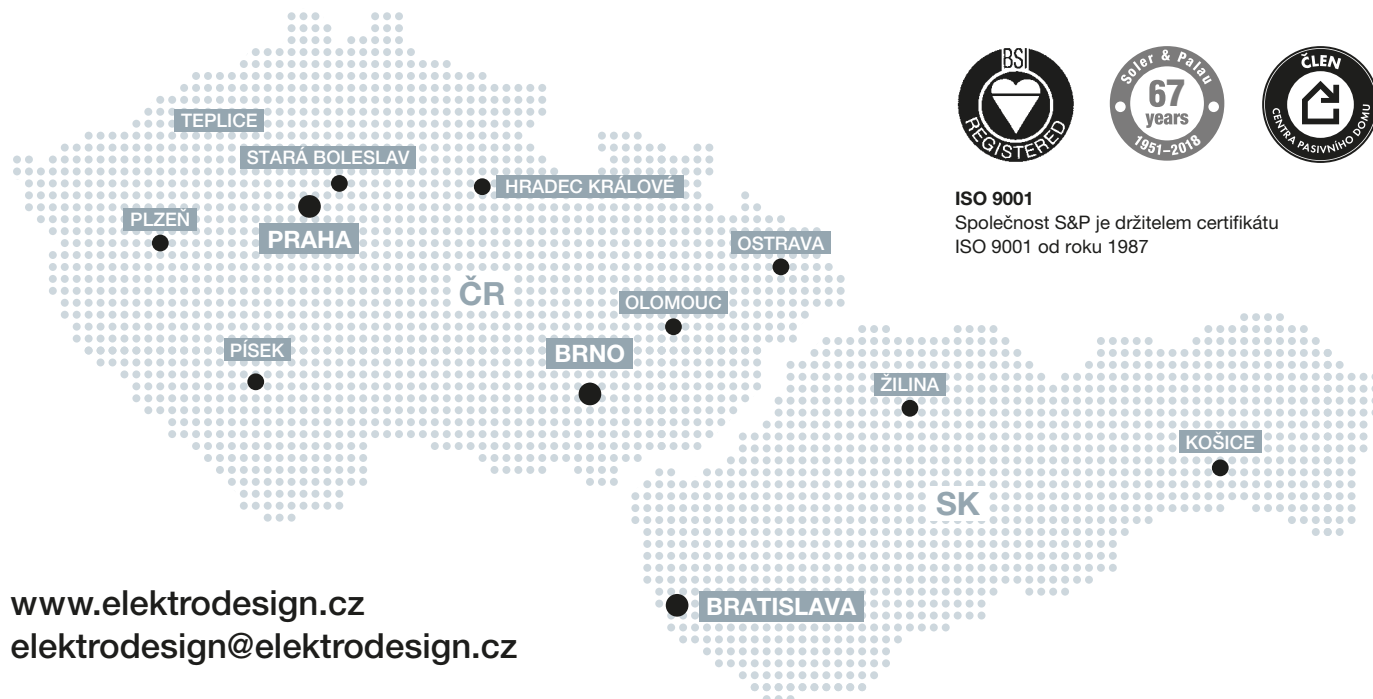 BSI
REGISTERED
Soler & Palau
67
years
1951–2018
ČLEN
CENTRA PASIVNÍHO DOMU
ISO 9001
Společnost S&P je držitelem certifikátu
ISO 9001 od roku 1987
TEPLICE
STARÁ BOLESLAV
HRADEC KRÁLOVÉ
PLZEŇ
PRAHA
OSTRAVA
ČR
OLOMOUC
PÍSEK
BRNO
ŽILINA
KOŠICE
SK
BRATISLAVA
www.elektrodesign.cz
elektrodesign@elektrodesign.cz